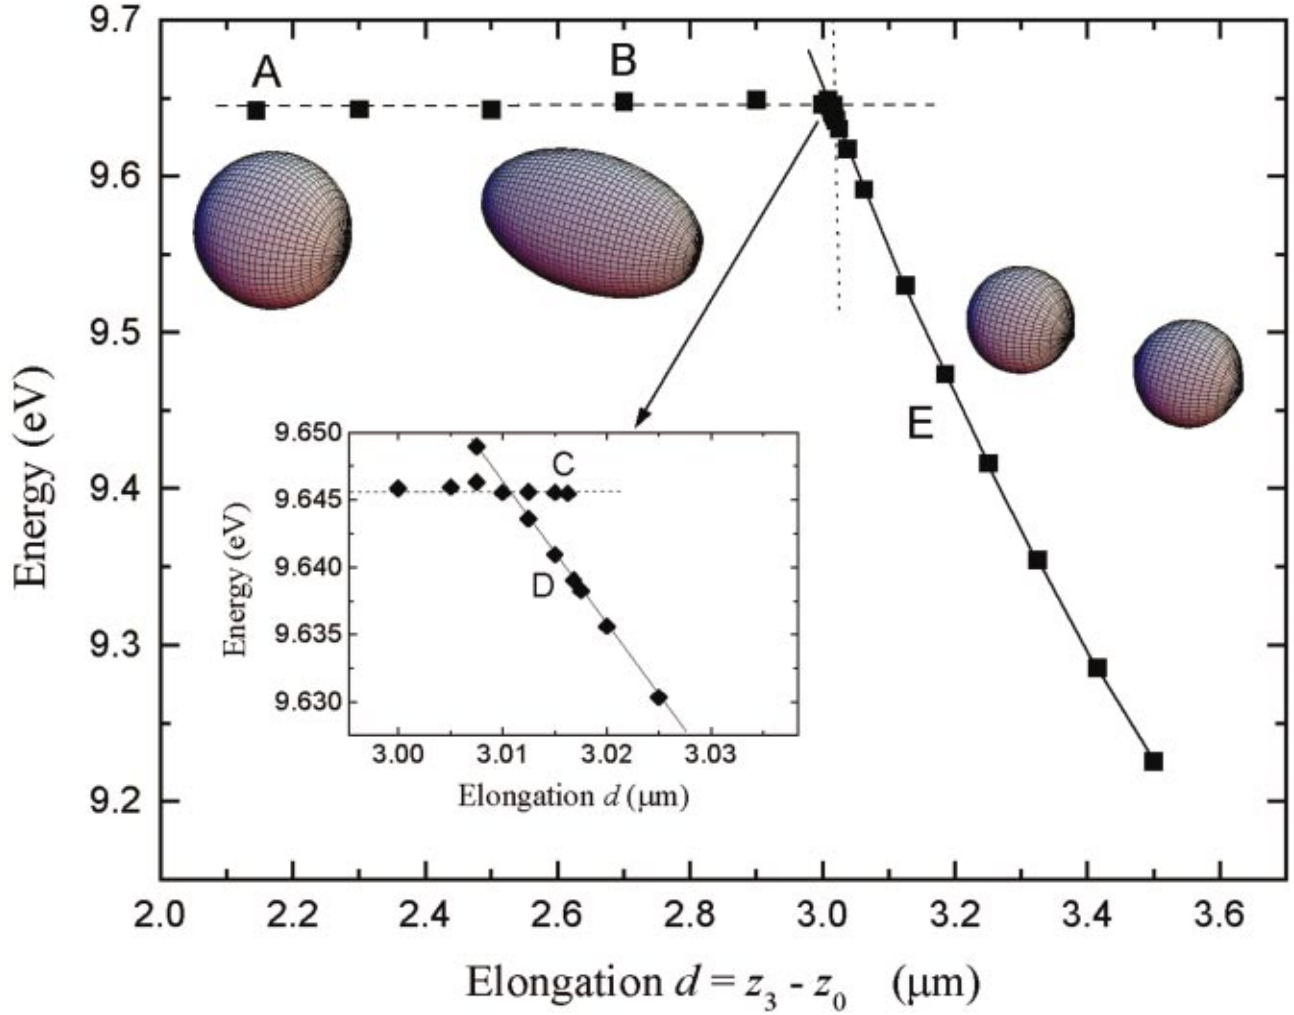 9.7
9.6
9.5
9.4
9.3
9.2
Energy (eV)
A
B
E
9.650
9.645
9.640
9.635
9.630
Energy (eV)
C
D
3.00 3.01 3.02 3.03
Elongation d (μm)
2.0 2.2 2.4 2.6 2.8 3.0 3.2 3.4 3.6
Elongation d = z₃ - z₀ (μm)